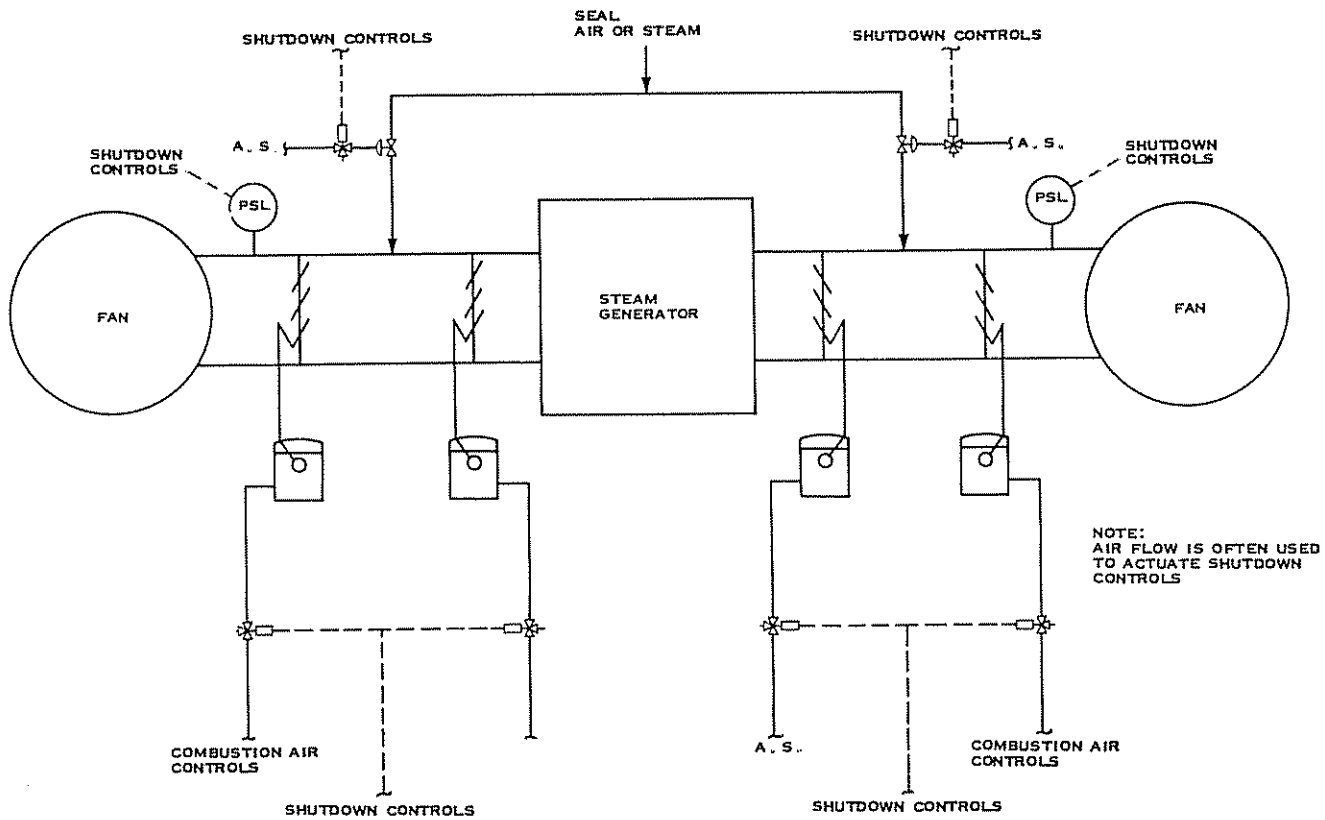 SEAL
AIR OR STEAM
SHUTDOWN CONTROLS
SHUTDOWN CONTROLS
A. S.
A. S.
SHUTDOWN
CONTROLS
SHUTDOWN
CONTROLS
PSL
PSL
FAN
STEAM
GENERATOR
FAN
NOTE:
AIR FLOW IS OFTEN USED
TO ACTUATE SHUTDOWN
CONTROLS
COMBUSTION AIR
CONTROLS
A. S.
COMBUSTION AIR
CONTROLS
SHUTDOWN CONTROLS
SHUTDOWN CONTROLS